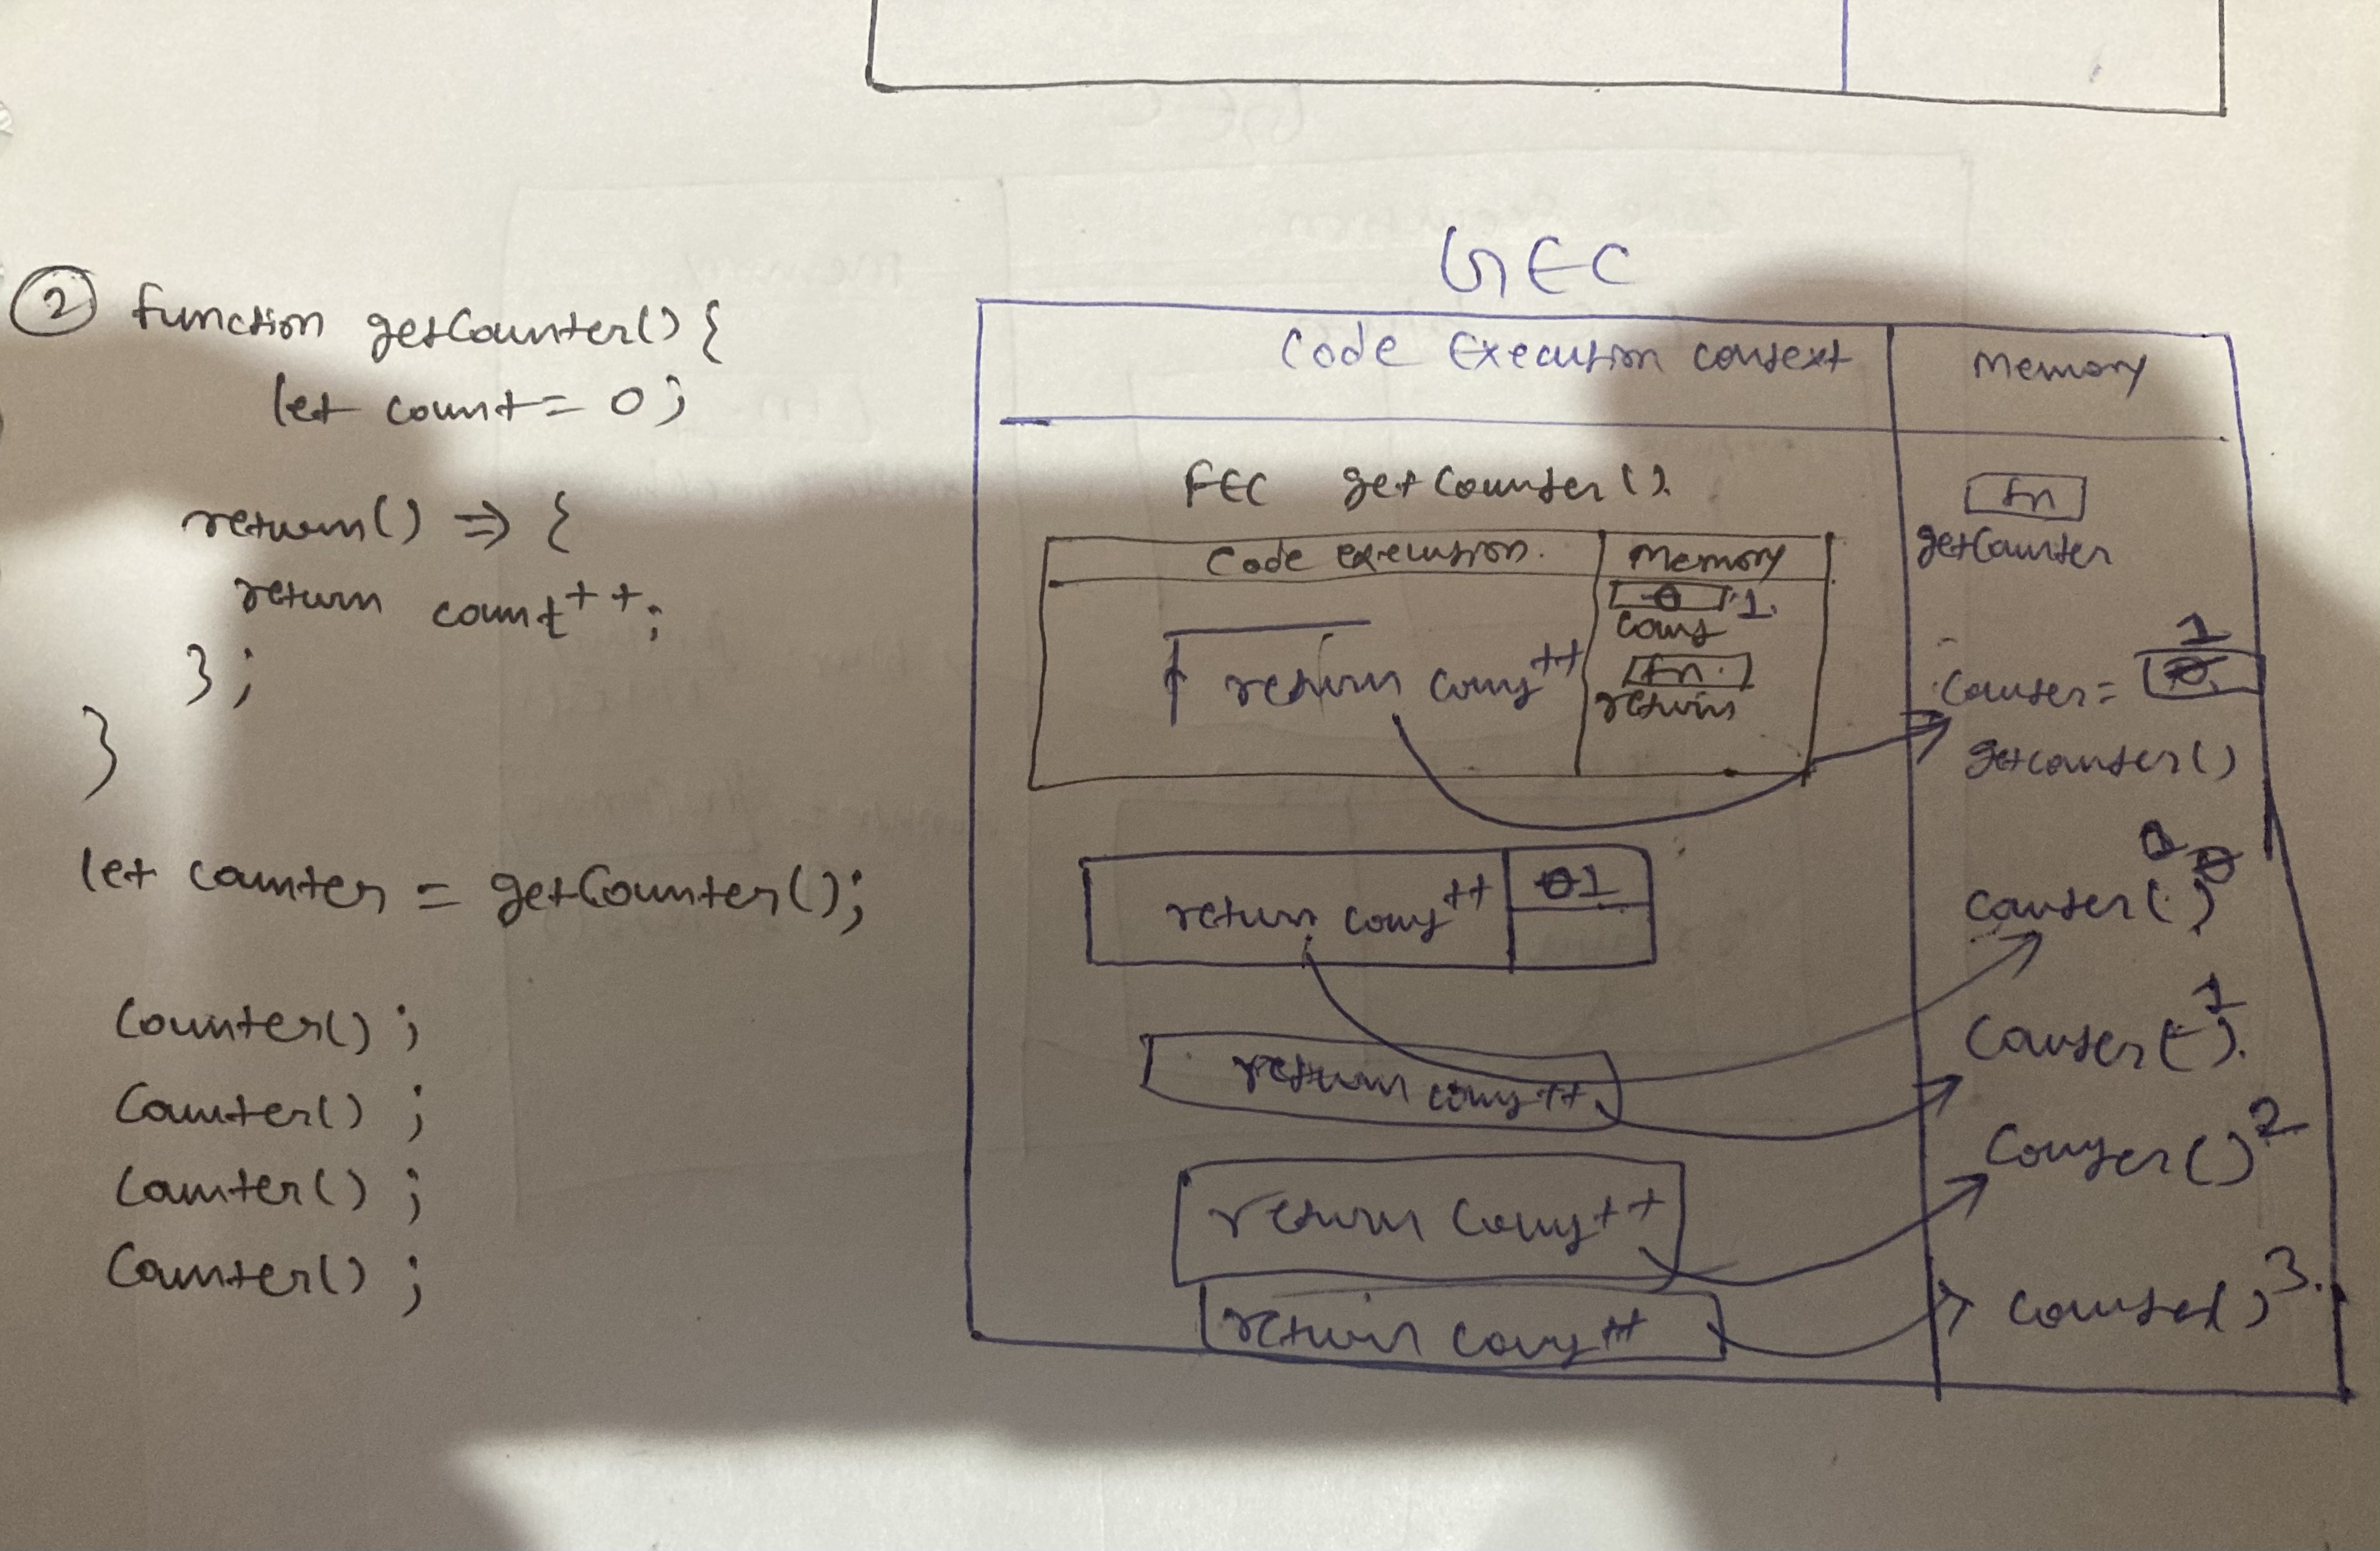 ② function getCounter() {
let count = 0;
return() => {
return count++;
};
}
let counter = getCounter();
Counter();
Counter();
Counter();
Counter();
GEC
Code Execution context
Memory
FEC getCounter().
Code execution.
Memory
0 1.
count
fn.
return
return count++
fn
getCounter
1
counter = 0
getcounter()
return count++
0 1
counter() 0
return count++
counter() 1
return count++
counter() 2
return count++
counter() 3.